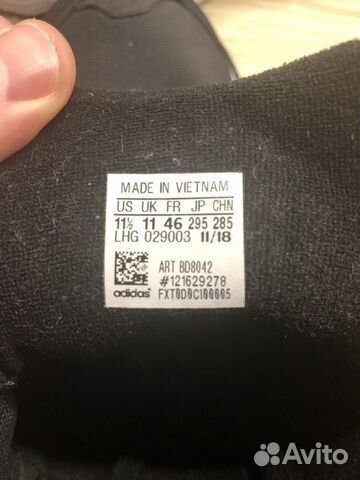 MADE IN VIETNAM
US UK FR JP CHN
11½ 11 46 295 285
LHG 029003 11/18
ART BD8042
#121629278
adidas FXT0D0CI00005
Avito